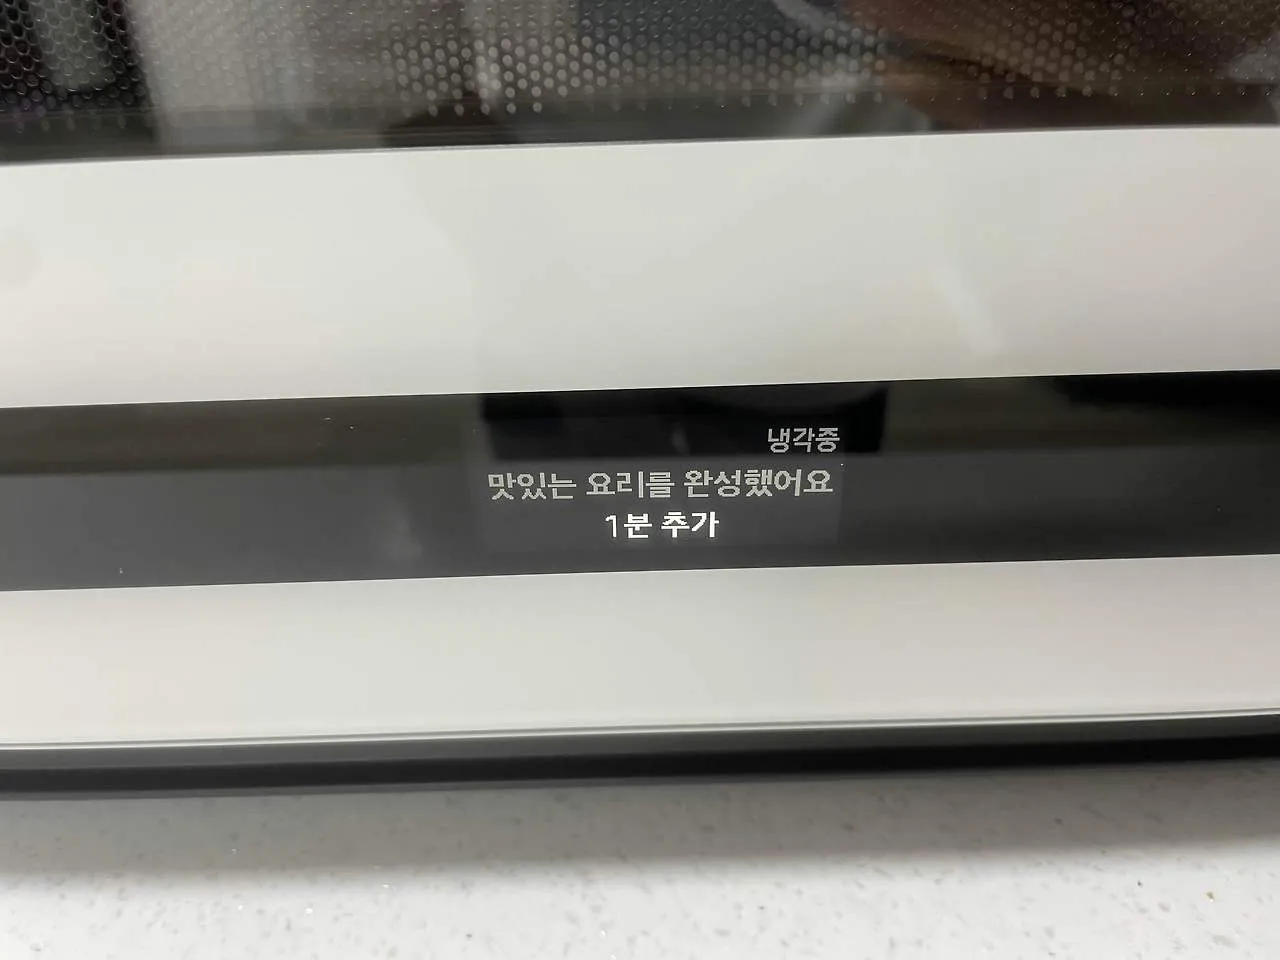 냉각중
맛있는 요리를 완성했어요
1분 추가